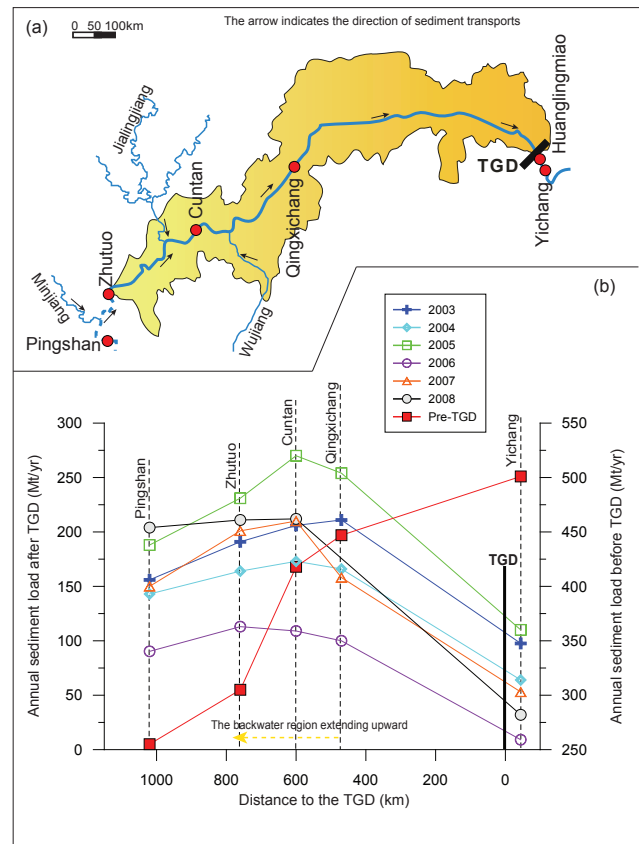 (a)
0 50 100km
The arrow indicates the direction of sediment transports
Jialingjiang
Huanglingmiao
TGD
Cuntan
Qingxichang
Yichang
Zhutuo
Minjiang
Wujiang
Pingshan
(b)
2003
2004
2005
2006
2007
2008
Pre-TGD
Annual sediment load after TGD (Mt/yr)
300
250
200
150
100
50
0
Pingshan
Zhutuo
Cuntan
Qingxichang
Yichang
TGD
The backwater region extending upward
550
500
450
400
350
300
250
Annual sediment load before TGD (Mt/yr)
1000 800 600 400 200 0
Distance to the TGD (km)